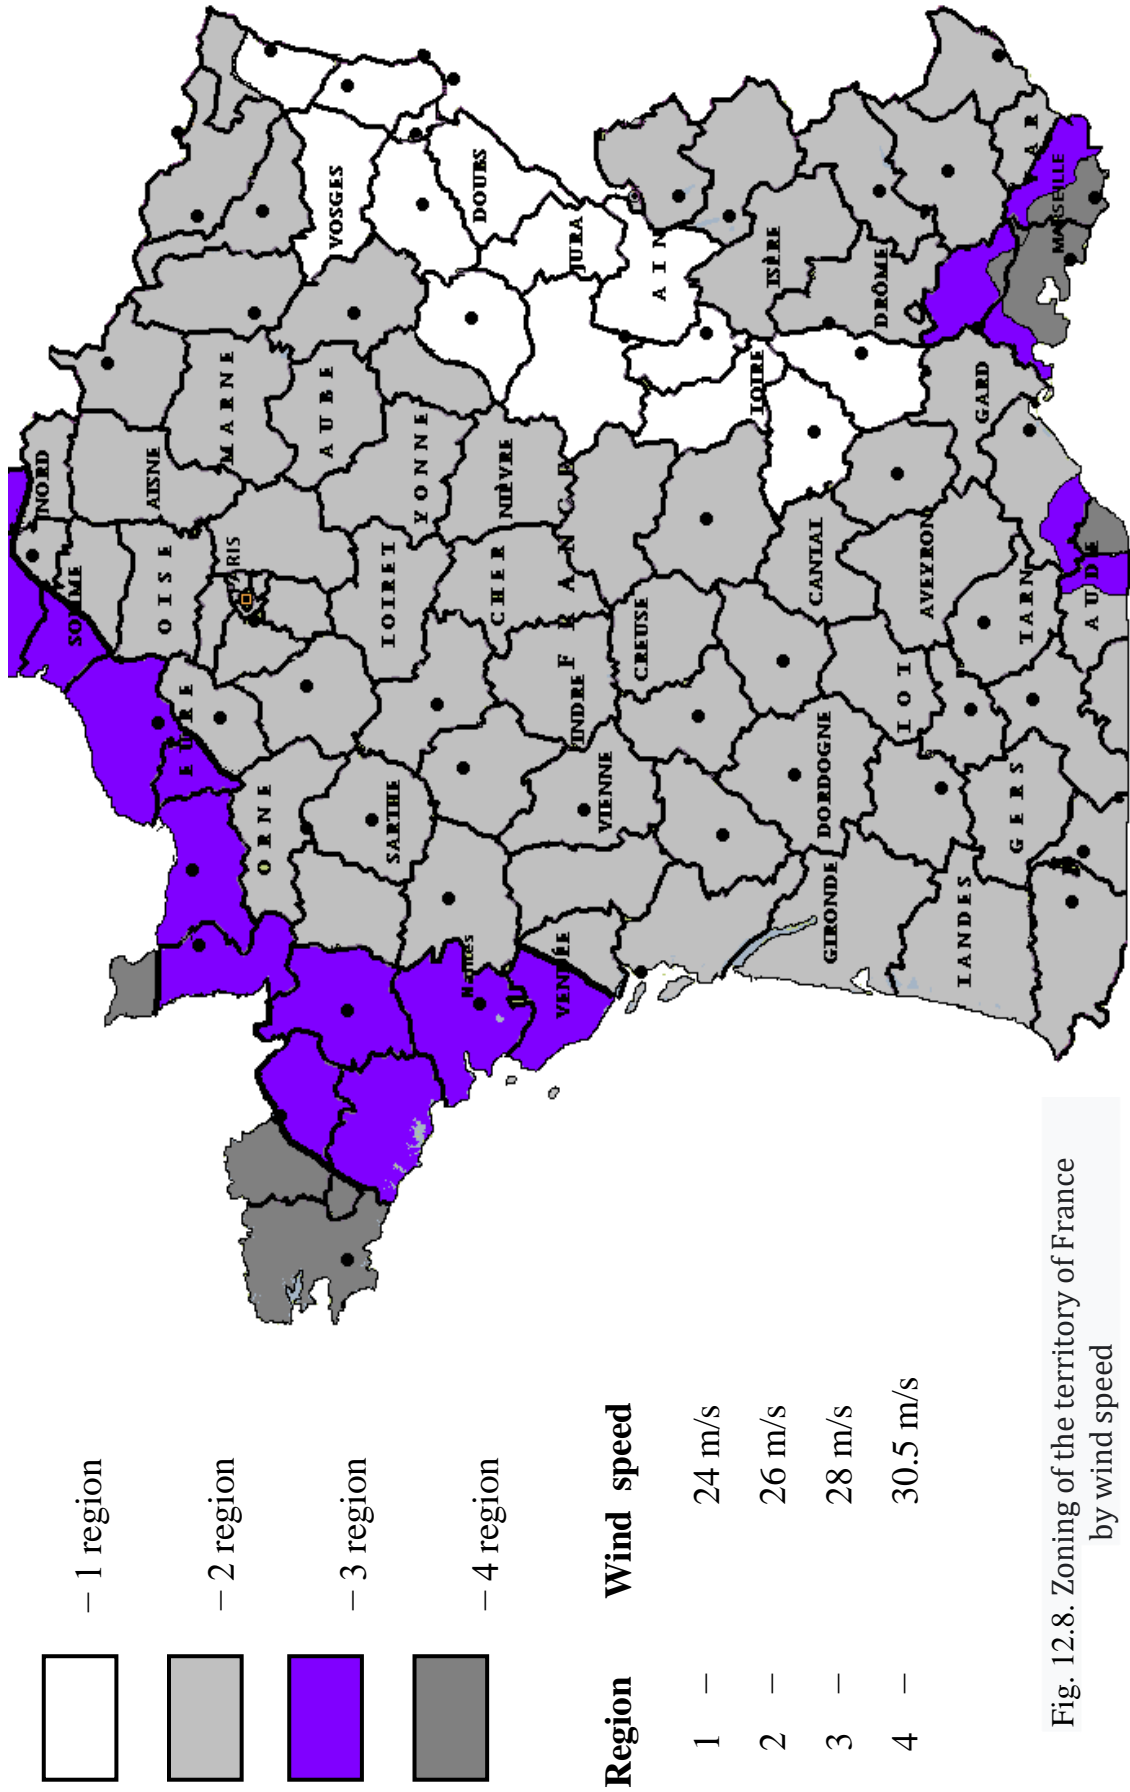 – 1 region
– 2 region
– 3 region
– 4 region
Region Wind speed
1 – 24 m/s
2 – 26 m/s
3 – 28 m/s
4 – 30.5 m/s
Fig. 12.8. Zoning of the territory of France
by wind speed
NORD
SOMME
AISNE
OISE
EURE
PARIS
MARNE
ORNE
AUBE
VOSGES
SARTHE
LOIRET
YONNE
DOUBS
Nantes
CHER
NIÈVRE
VENDÉE
VIENNE
INDRE
FRANCE
JURA
CREUSE
AIN
LOIRE
ISÈRE
GIRONDE
DORDOGNE
CANTAL
DRÔME
LOT
AVEYRON
LANDES
GERS
TARN
GARD
VAR
MARSEILLE
AUDE